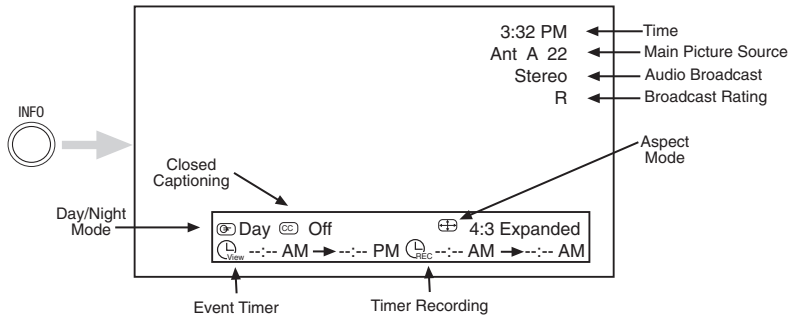 3:32 PM
Time
Ant A 22
Main Picture Source
Stereo
Audio Broadcast
R
Broadcast Rating
INFO
Aspect
Mode
Closed
Captioning
Day/Night
Mode
Day CC Off
4:3 Expanded
View --:-- AM --:-- PM REC --:-- AM --:-- AM
Event Timer
Timer Recording